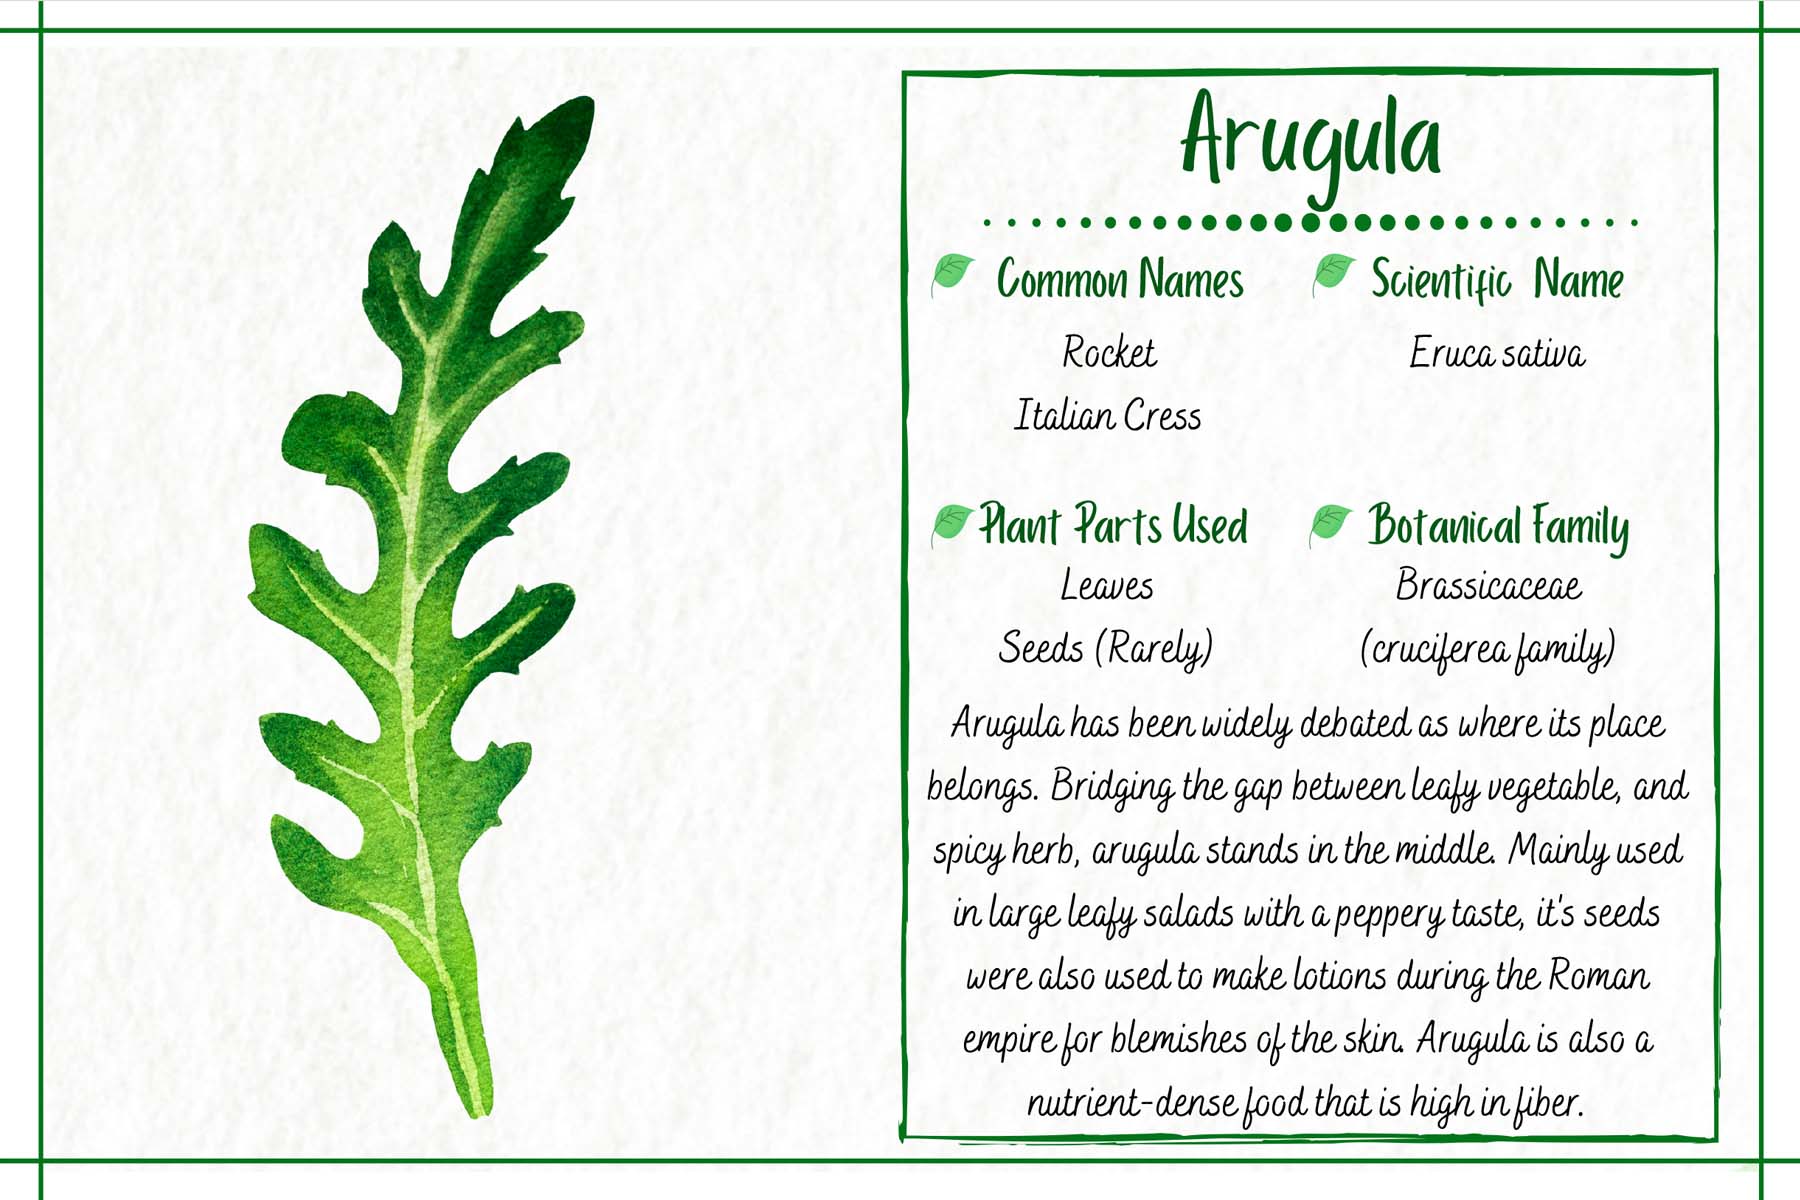 Arugula
Common Names
Rocket
Italian Cress
Scientific Name
Eruca sativa
Plant Parts Used
Leaves
Seeds (Rarely)
Botanical Family
Brassicaceae
(cruciferea family)
Arugula has been widely debated as where its place
belongs. Bridging the gap between leafy vegetable, and
spicy herb, arugula stands in the middle. Mainly used
in large leafy salads with a peppery taste, it's seeds
were also used to make lotions during the Roman
empire for blemishes of the skin. Arugula is also a
nutrient-dense food that is high in fiber.